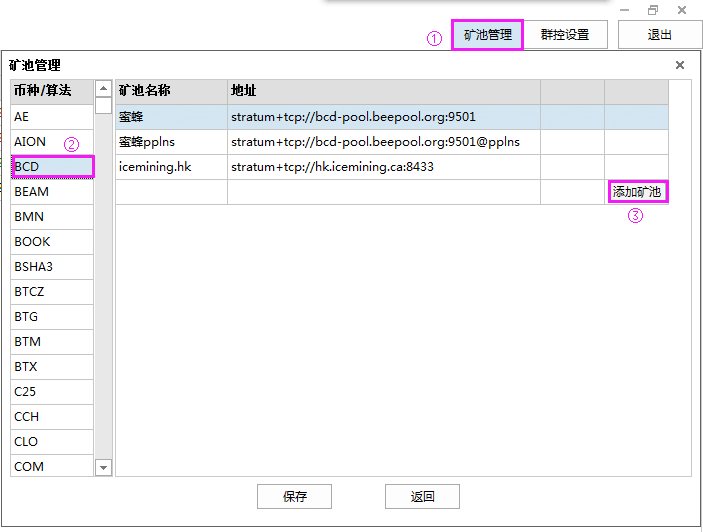 ① 矿池管理 群控设置 退出
矿池管理
币种/算法 矿池名称 地址
AE 蜜蜂 stratum+tcp://bcd-pool.beepool.org:9501
AION ② 蜜蜂pplns stratum+tcp://bcd-pool.beepool.org:9501@pplns
BCD icemining.hk stratum+tcp://hk.icemining.ca:8433
BEAM 添加矿池
BMN ③
BOOK
BSHA3
BTCZ
BTG
BTM
BTX
C25
CCH
CLO
COM
保存 返回